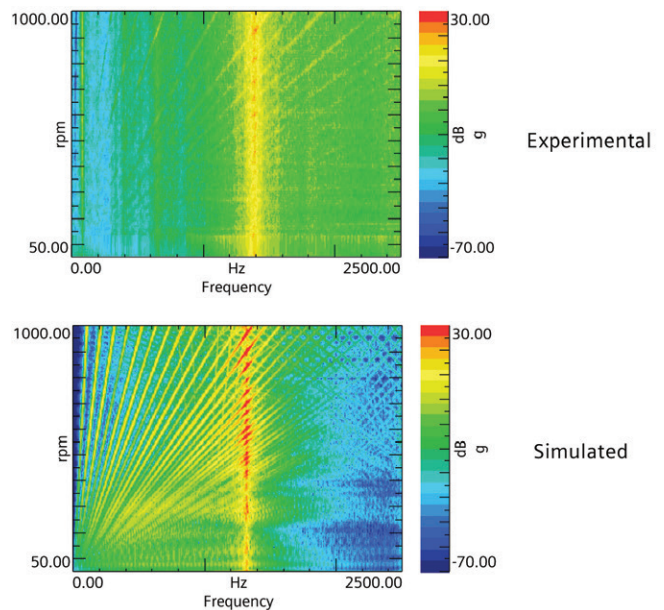 1000.00
rpm
50.00
0.00
Hz
2500.00
Frequency
30.00
dB
g
-70.00
Experimental
1000.00
rpm
50.00
0.00
Hz
2500.00
Frequency
30.00
dB
g
-70.00
Simulated